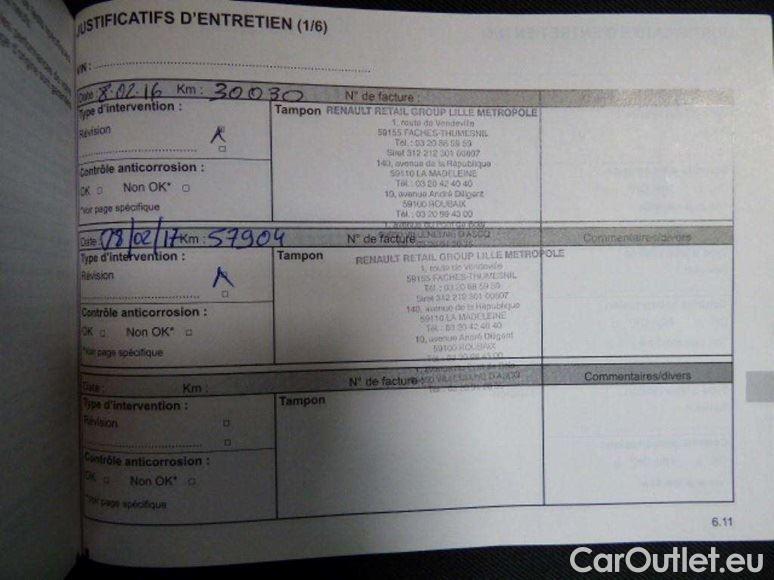 JUSTIFICATIFS D'ENTRETIEN (1/6)
VIN :
Date : 8.02.16 Km : 30030 N° de facture :
Type d'intervention :
Révision
Contrôle anticorrosion :
OK □ Non OK* □
*Voir page spécifique
Tampon RENAULT RETAIL GROUP LILLE METROPOLE
1, route de Vendeville
59155 FACHES-THUMESNIL
Tél. : 03 20 88 59 59
Siret 312 212 301 00607
140, avenue de la République
59110 LA MADELEINE
Tél. : 03 20 42 40 40
10, avenue André Diligent
59100 ROUBAIX
Tél. : 03 20 99 43 00
Date : 08/02/17 Km : 57904 N° de facture : Commentaires/divers
Type d'intervention :
Révision
Contrôle anticorrosion :
OK □ Non OK* □
*Voir page spécifique
Tampon
RENAULT RETAIL GROUP LILLE METROPOLE
1, route de Vendeville
59155 FACHES-THUMESNIL
Tél. : 03 20 88 59 59
Siret 312 212 301 00607
140, avenue de la République
59110 LA MADELEINE
Tél. : 03 20 42 40 40
10, avenue André Diligent
59100 ROUBAIX
Date : Km : N° de facture : Commentaires/divers
Type d'intervention :
Révision
Contrôle anticorrosion :
OK □ Non OK* □
*Voir page spécifique
Tampon
6.11
CarOutlet.eu